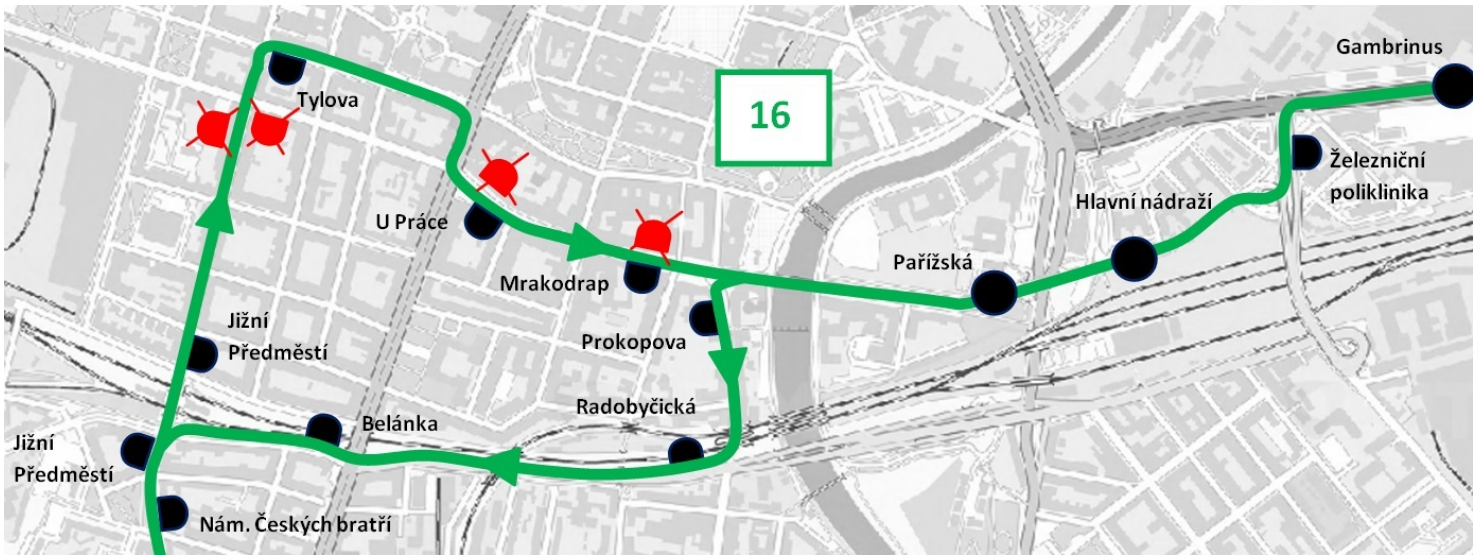 Gambrinus
Tylova
16
Železniční
poliklinika
U Práce
Hlavní nádraží
Mrakodrap
Pařížská
Jižní
Předměstí
Prokopova
Radobyčická
Belánka
Jižní
Předměstí
Nám. Českých bratří